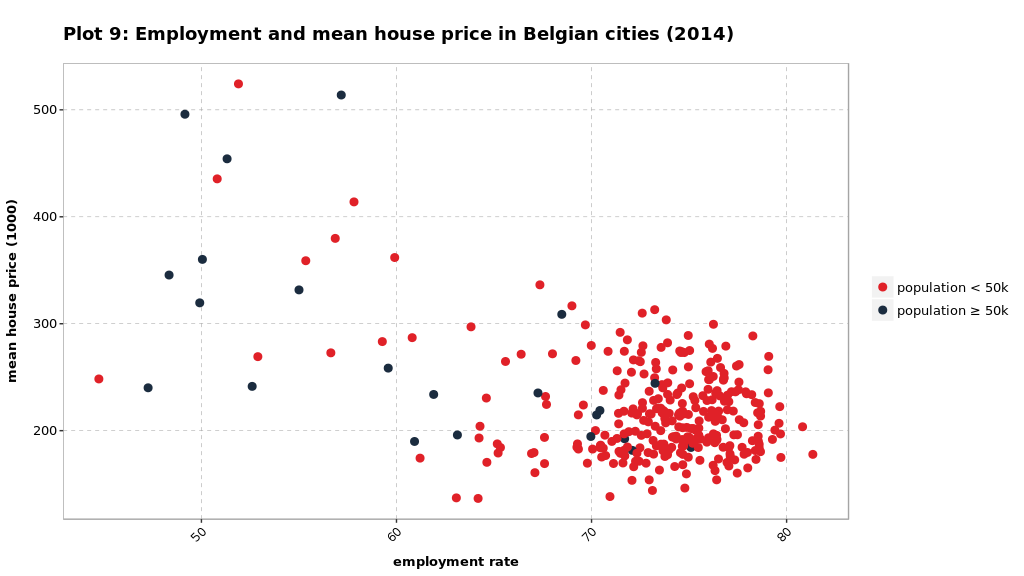 Plot 9: Employment and mean house price in Belgian cities (2014)
mean house price (1000)
500
400
300
200
50
60
70
80
employment rate
population < 50k
population ≥ 50k